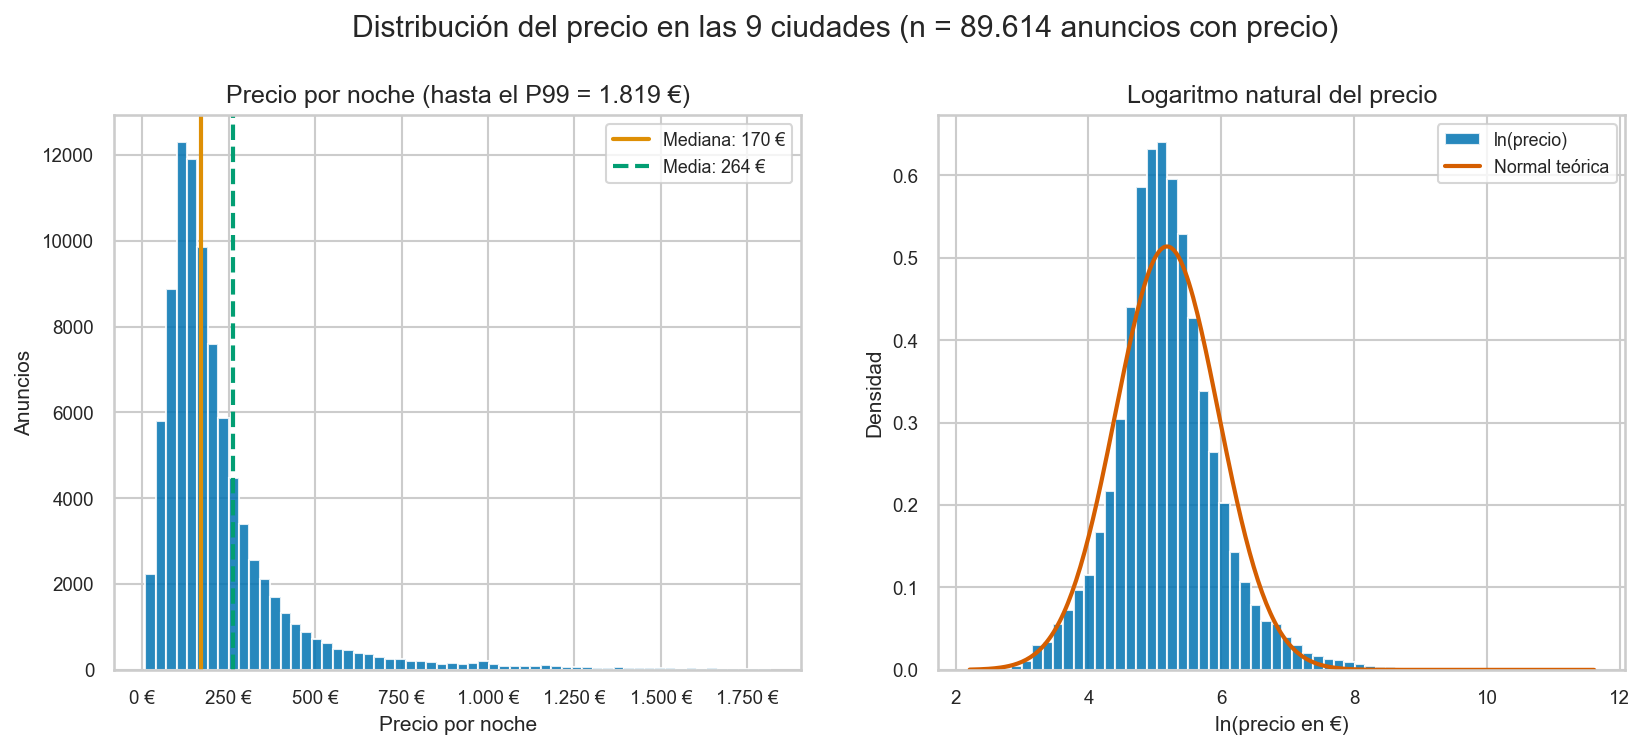 Distribución del precio en las 9 ciudades (n = 89.614 anuncios con precio)
Precio por noche (hasta el P99 = 1.819 €)
Mediana: 170 €
Media: 264 €
Anuncios
12000
10000
8000
6000
4000
2000
0
0 € 250 € 500 € 750 € 1.000 € 1.250 € 1.500 € 1.750 €
Precio por noche
Logaritmo natural del precio
ln(precio)
Normal teórica
Densidad
0.6
0.5
0.4
0.3
0.2
0.1
0.0
2 4 6 8 10 12
ln(precio en €)